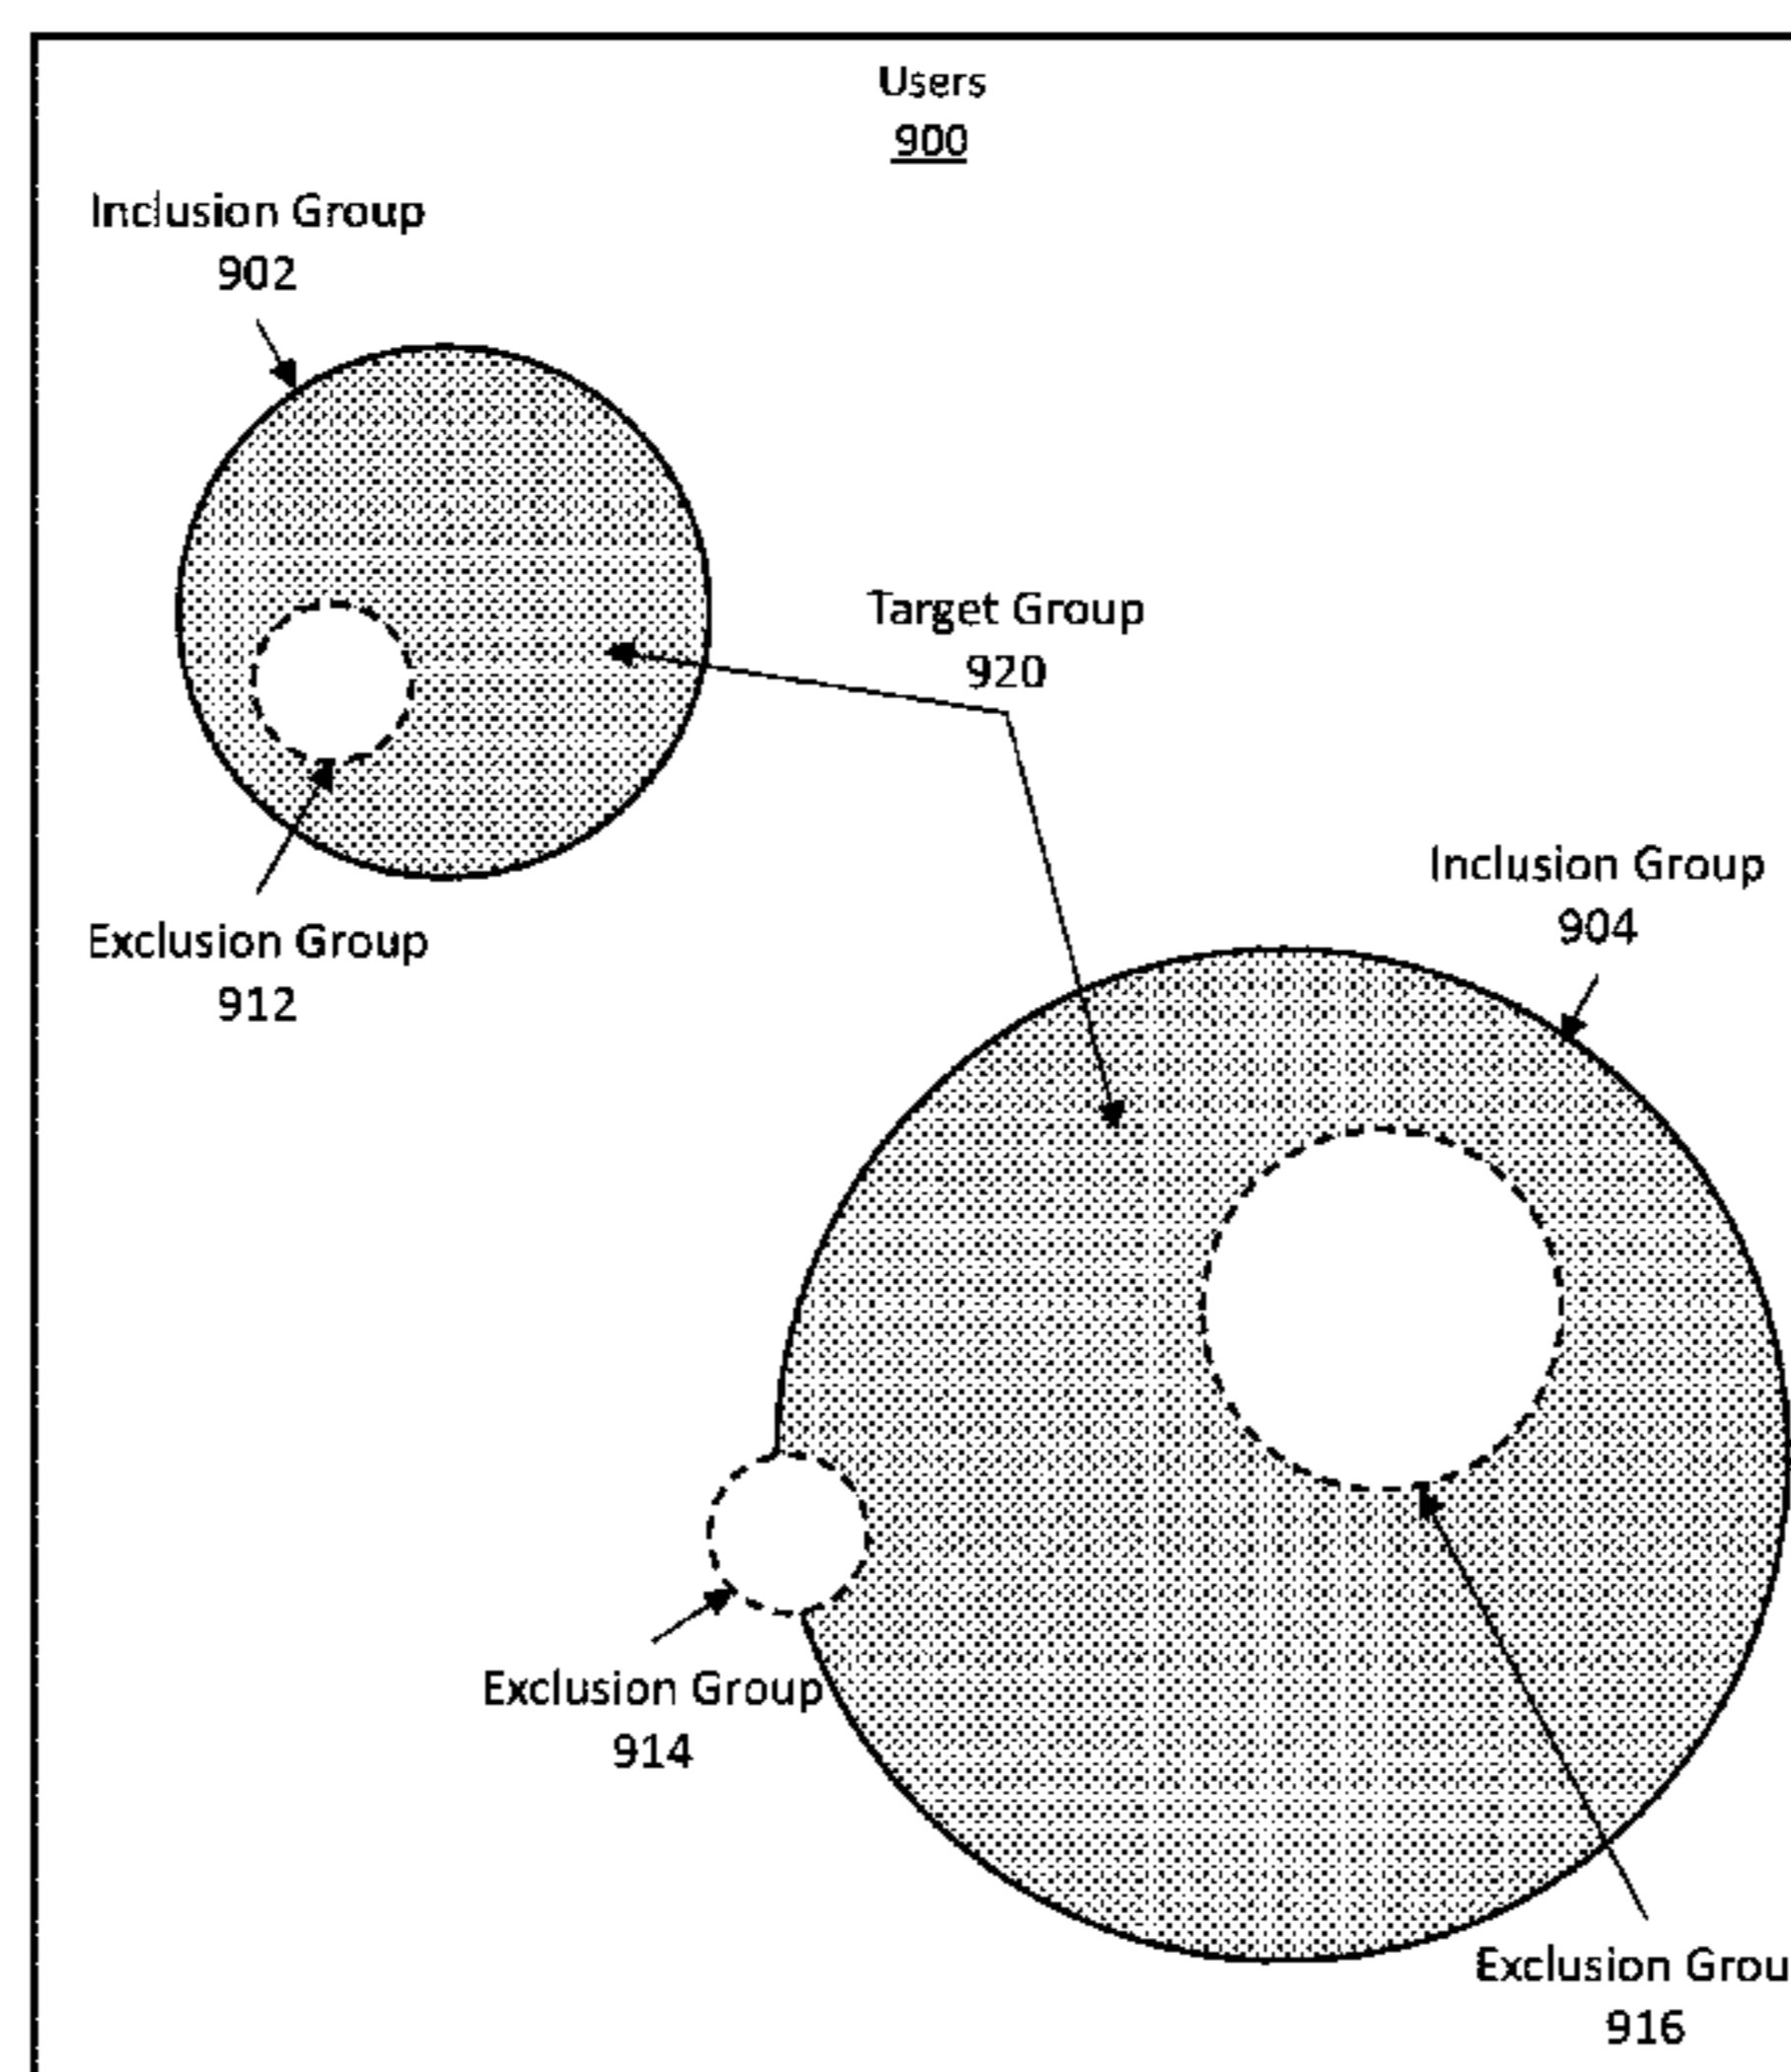 Users
900
Inclusion Group
902
Target Group
920
Inclusion Group
904
Exclusion Group
912
Exclusion Group
914
Exclusion Grou
916